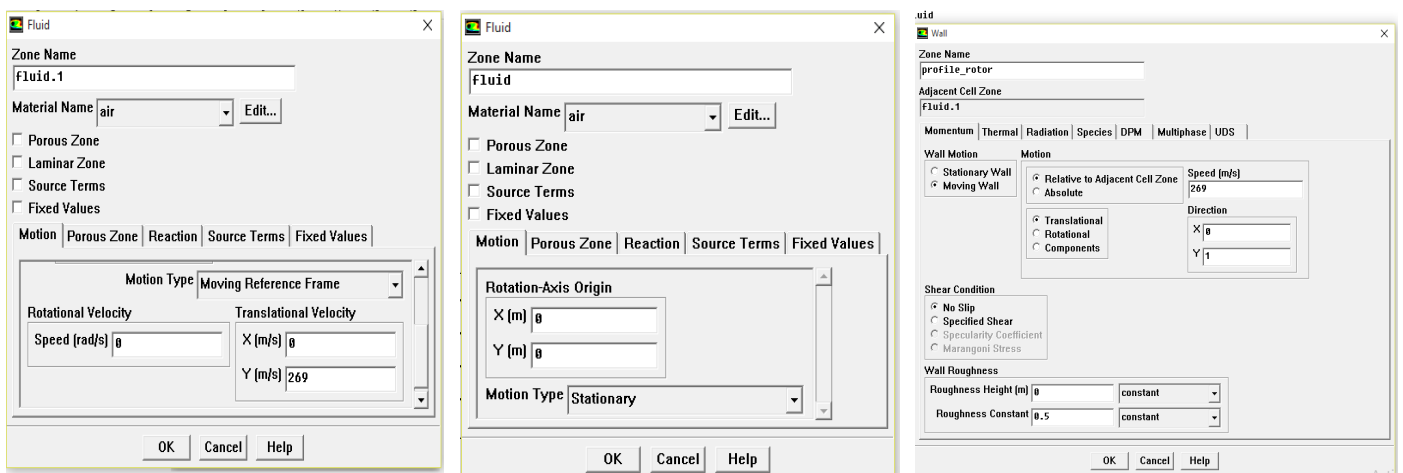 Fluid
Zone Name
fluid.1
Material Name air Edit...
Porous Zone
Laminar Zone
Source Terms
Fixed Values
Motion Porous Zone Reaction Source Terms Fixed Values
Motion Type Moving Reference Frame
Rotational Velocity Translational Velocity
Speed (rad/s) 0 X (m/s) 0
Y (m/s) 269
OK Cancel Help
Fluid
Zone Name
fluid
Material Name air Edit...
Porous Zone
Laminar Zone
Source Terms
Fixed Values
Motion Porous Zone Reaction Source Terms Fixed Values
Rotation-Axis Origin
X (m) 0
Y (m) 0
Motion Type Stationary
OK Cancel Help
uid
Wall
Zone Name
profile_rotor
Adjacent Cell Zone
fluid.1
Momentum Thermal Radiation Species DPM Multiphase UDS
Wall Motion Motion
Stationary Wall
Moving Wall
Relative to Adjacent Cell Zone
Absolute
Speed (m/s)
269
Translational
Rotational
Components
Direction
X 0
Y 1
Shear Condition
No Slip
Specified Shear
Specularity Coefficient
Marangoni Stress
Wall Roughness
Roughness Height (m) 0 constant
Roughness Constant 0.5 constant
OK Cancel Help